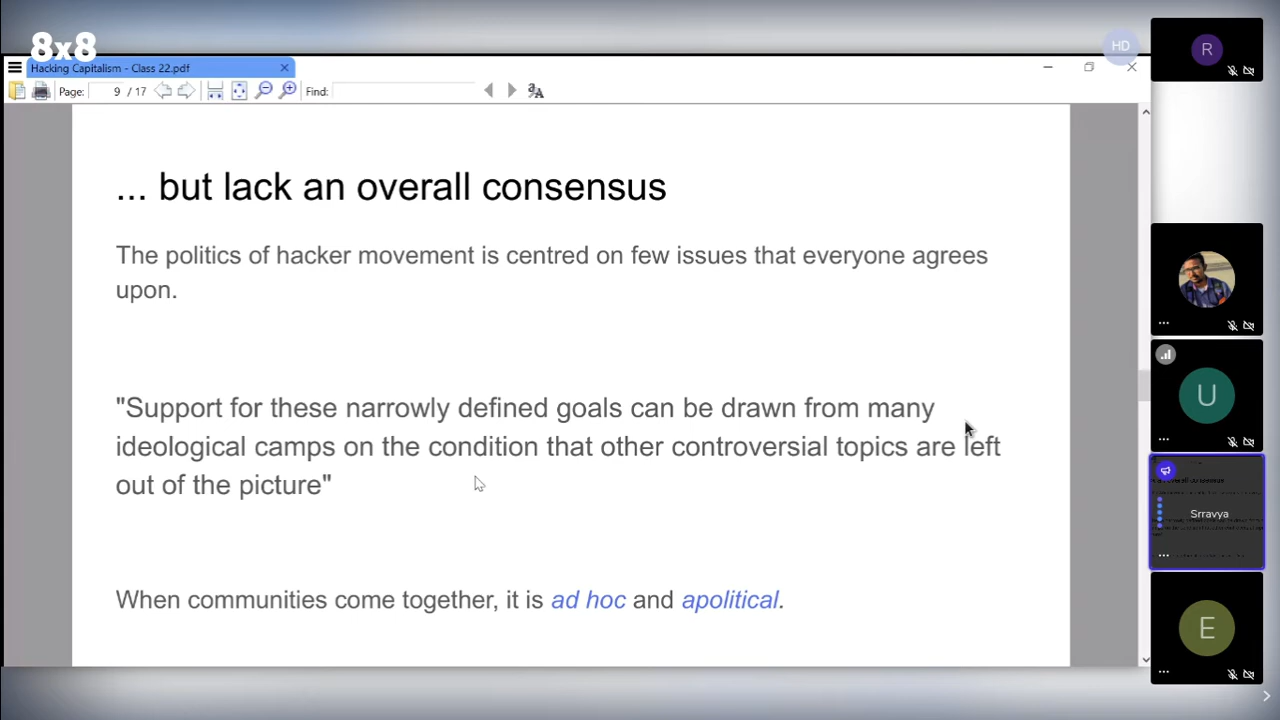 8x8
HD
R
Hacking Capitalism - Class 22.pdf
Page: 9 / 17 Find:
... but lack an overall consensus
The politics of hacker movement is centred on few issues that everyone agrees
upon.
"Support for these narrowly defined goals can be drawn from many
ideological camps on the condition that other controversial topics are left
out of the picture"
When communities come together, it is ad hoc and apolitical.
U
Srravya
E